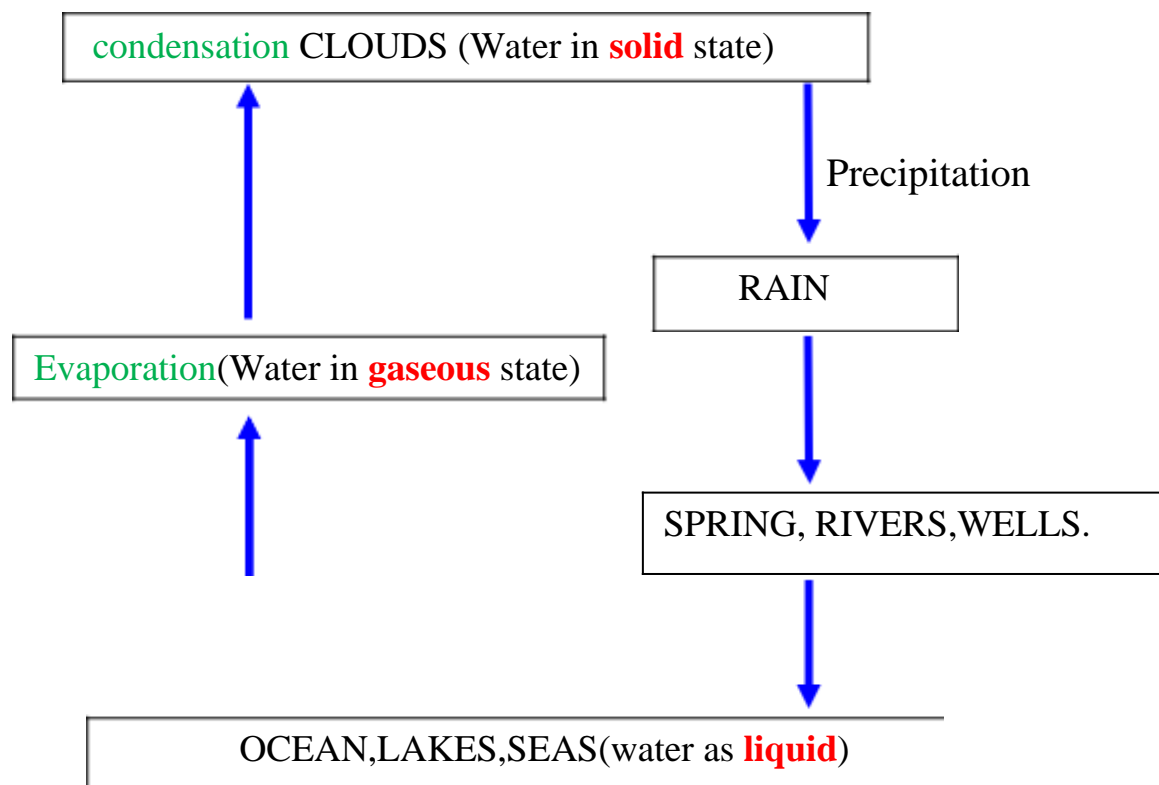 condensation CLOUDS (Water in solid state)
Precipitation
RAIN
Evaporation(Water in gaseous state)
SPRING, RIVERS,WELLS.
OCEAN,LAKES,SEAS(water as liquid)